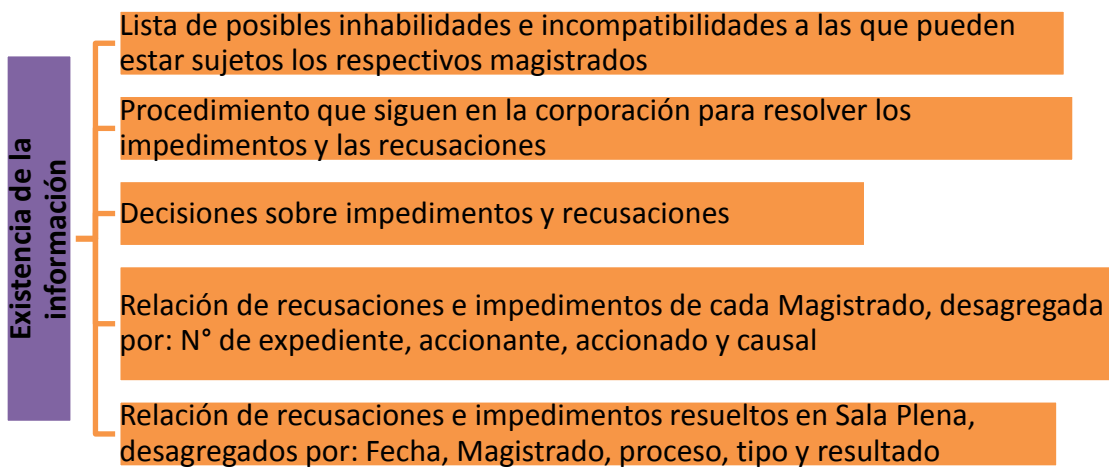 Existencia de la
información
Lista de posibles inhabilidades e incompatibilidades a las que pueden
estar sujetos los respectivos magistrados
Procedimiento que siguen en la corporación para resolver los
impedimentos y las recusaciones
Decisiones sobre impedimentos y recusaciones
Relación de recusaciones e impedimentos de cada Magistrado, desagregada
por: N° de expediente, accionante, accionado y causal
Relación de recusaciones e impedimentos resueltos en Sala Plena,
desagregados por: Fecha, Magistrado, proceso, tipo y resultado